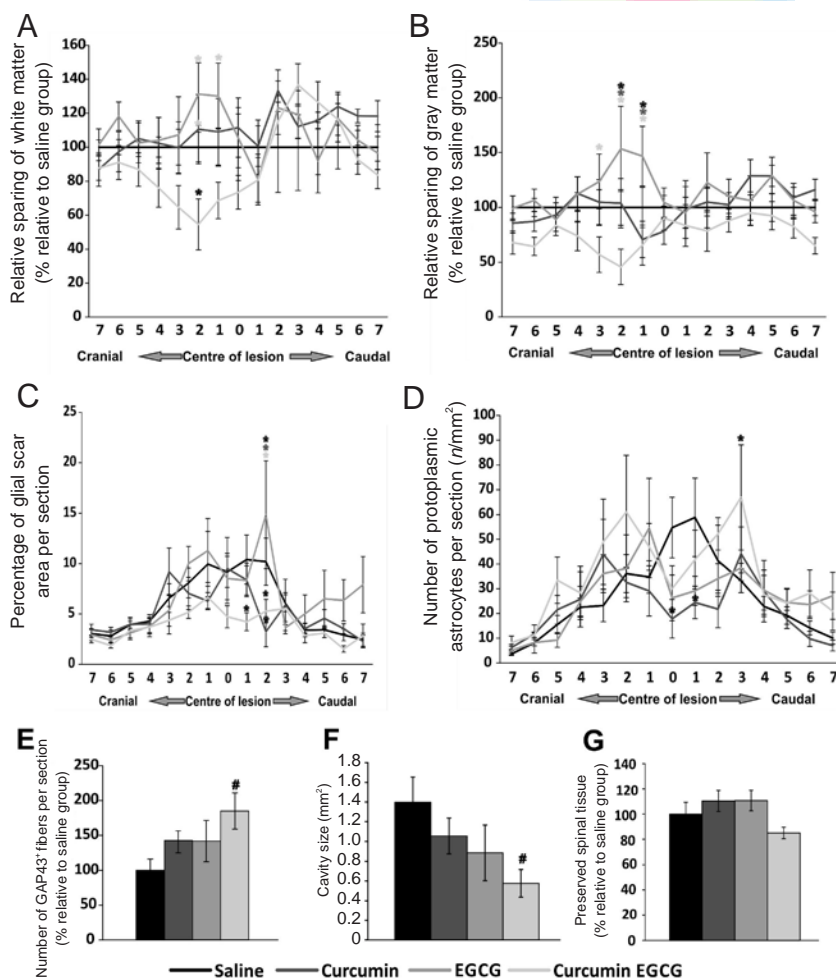 A
Relative sparing of white matter
(% relative to saline group)
160
140
120
100
80
60
40
20
0
7 6 5 4 3 2 1 0 1 2 3 4 5 6 7
Cranial Centre of lesion Caudal
B
Relative sparing of gray matter
(% relative to saline group)
250
200
150
100
50
0
7 6 5 4 3 2 1 0 1 2 3 4 5 6 7
Cranial Centre of lesion Caudal
C
Percentage of glial scar
area per section
25
20
15
10
5
0
7 6 5 4 3 2 1 0 1 2 3 4 5 6 7
Cranial Centre of lesion Caudal
D
Number of protoplasmic
astrocytes per section (n/mm²)
100
90
80
70
60
50
40
30
20
10
0
7 6 5 4 3 2 1 0 1 2 3 4 5 6 7
Cranial Centre of lesion Caudal
E
Number of GAP43⁺ fibers per section
(% relative to saline group)
250
200
150
100
50
0
#
F
Cavity size (mm²)
1.8
1.6
1.4
1.2
1
0.8
0.6
0.4
0.2
0
#
G
Preserved spinal tissue
(% relative to saline group)
140
120
100
80
60
40
20
0
Saline Curcumin EGCG Curcumin EGCG